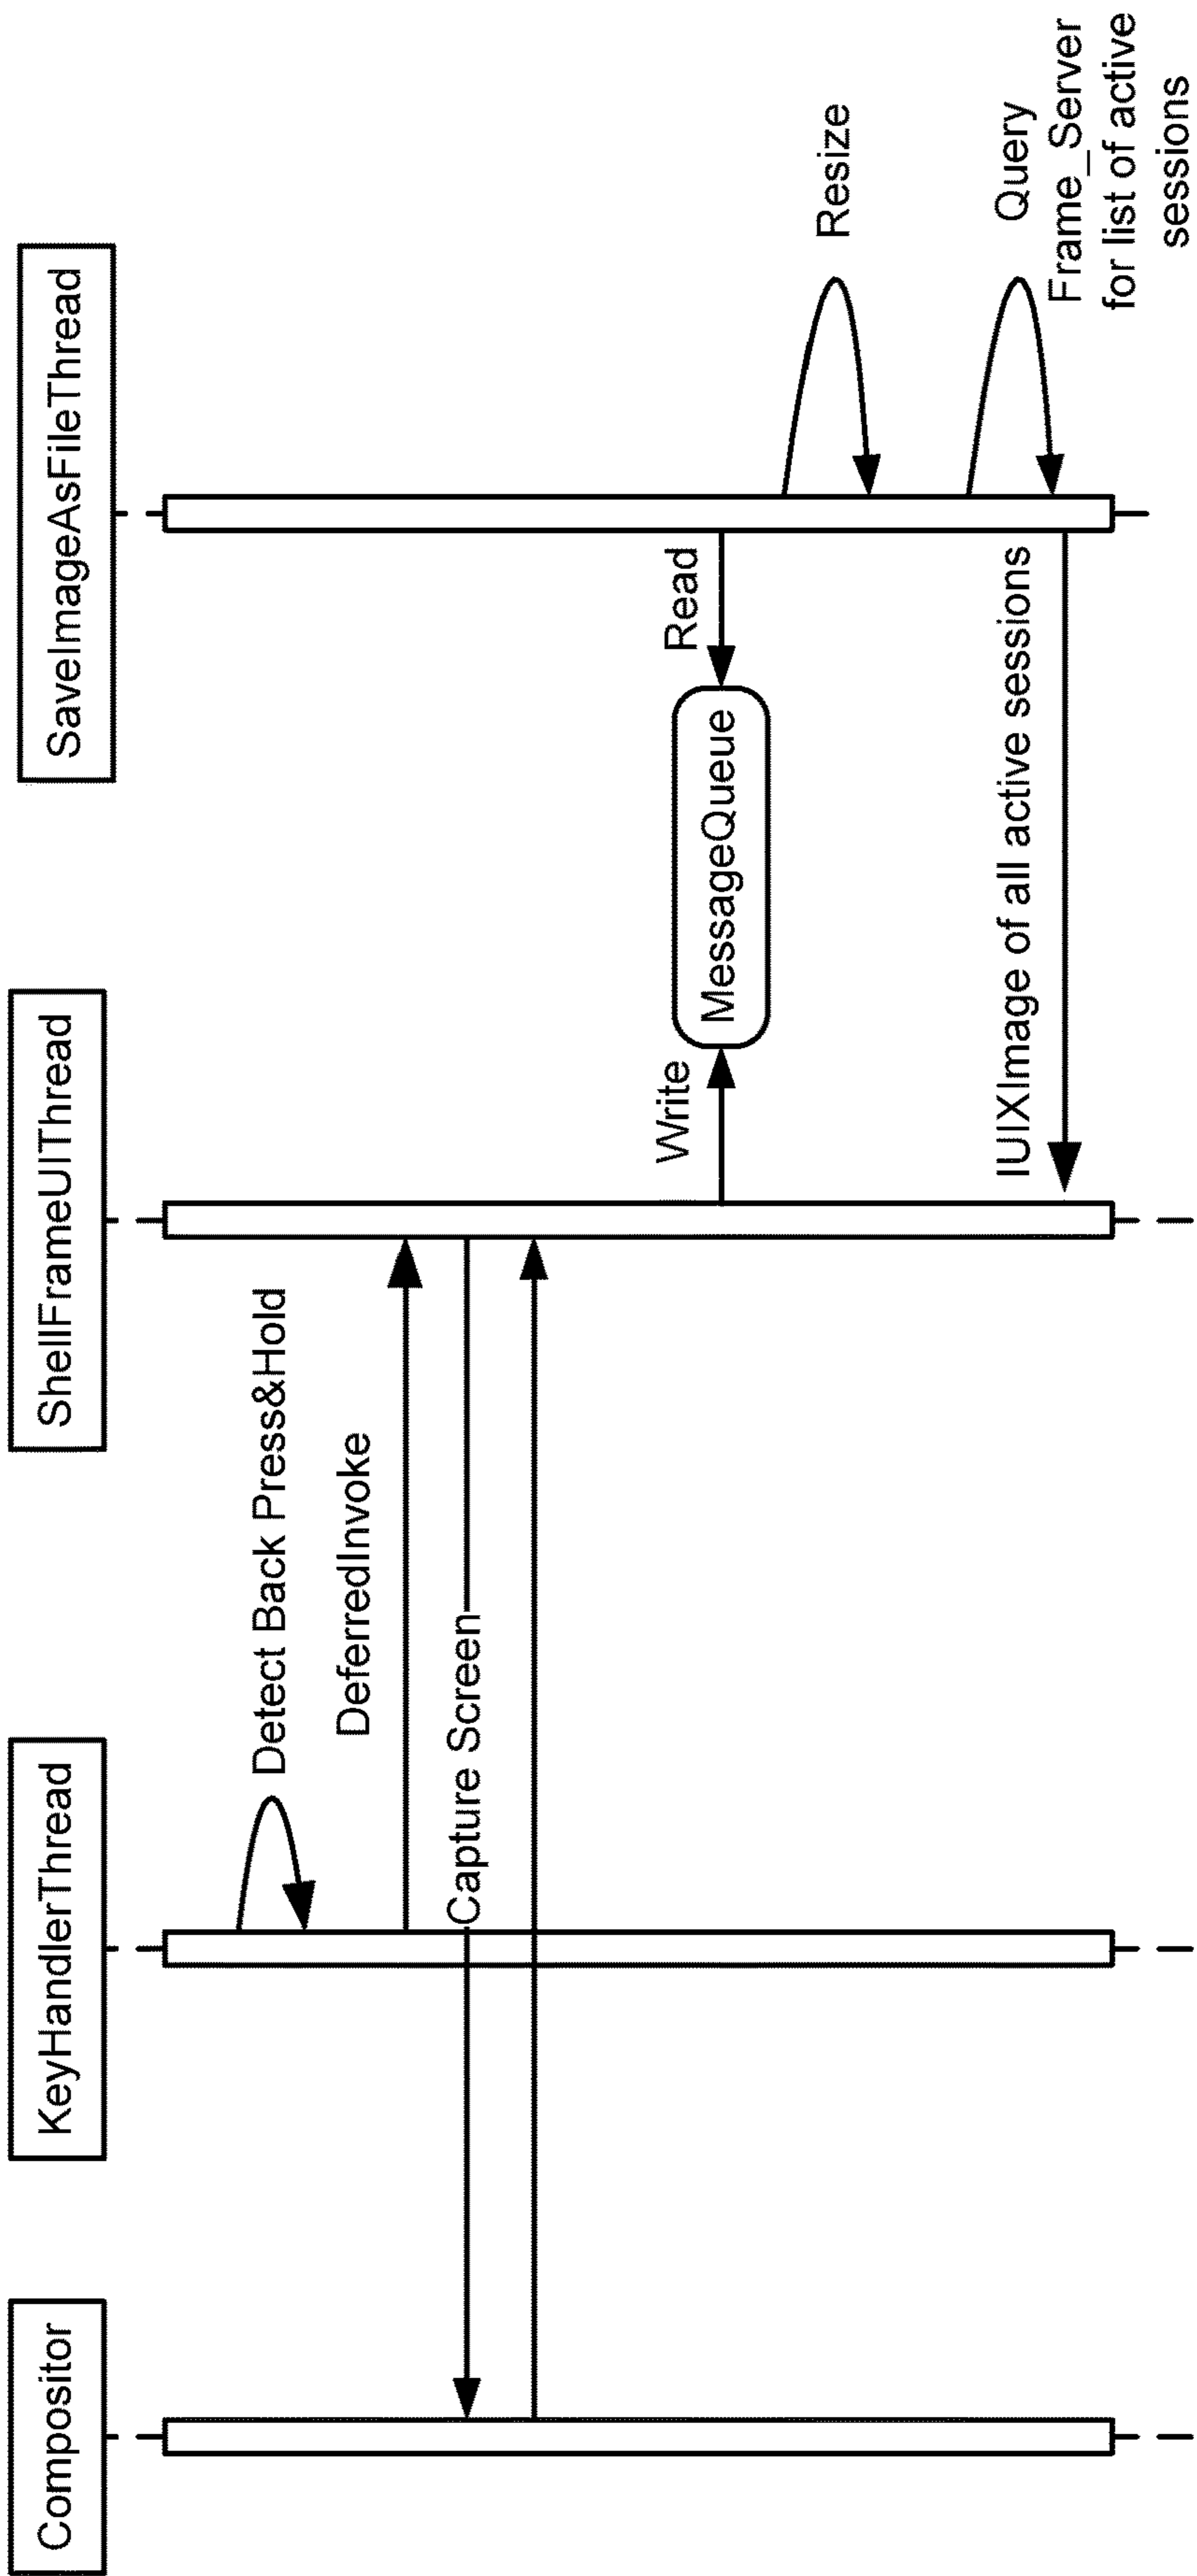 Compositor
KeyHandlerThread
ShellFrameUIThread
SaveImageAsFileThread
Detect Back Press&Hold
DeferredInvoke
Capture Screen
Write
MessageQueue
Read
Resize
Query
Frame_Server
for list of active
sessions
IUIXImage of all active sessions